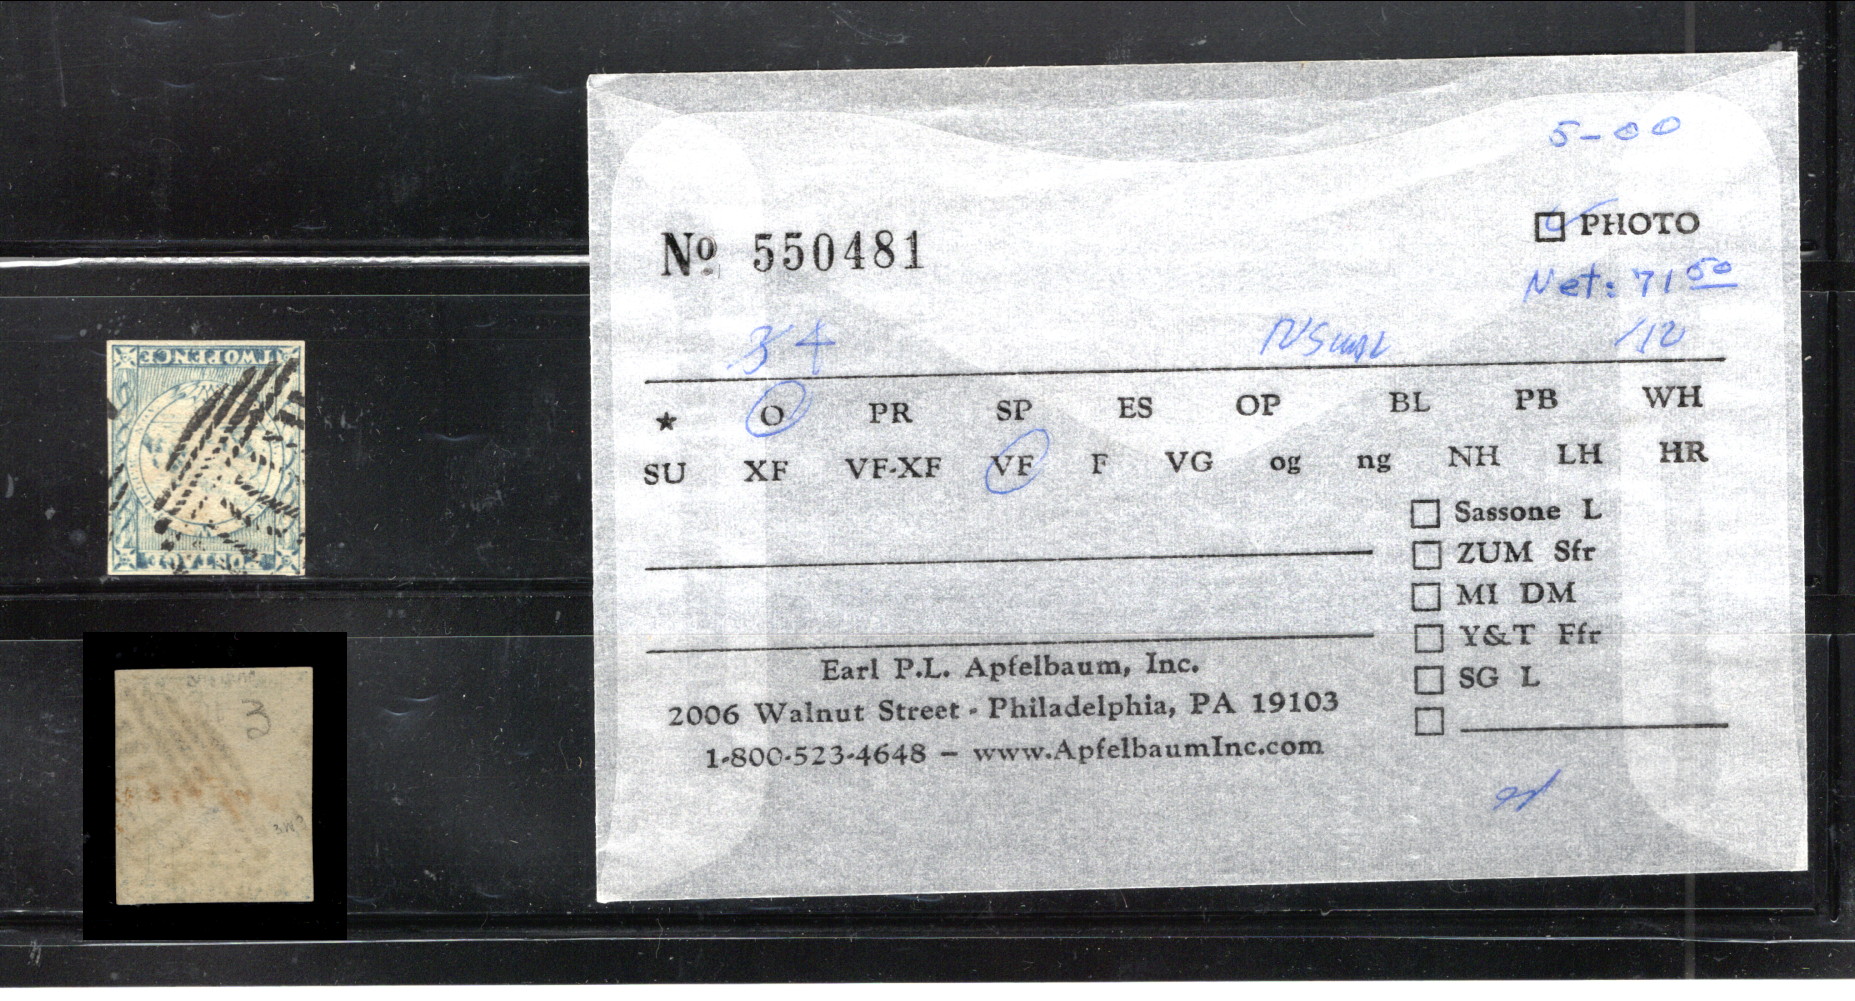 5-00
PHOTO
Nº 550481
Net: 71 50
34
/12
★ O PR SP ES OP BL PB WH
SU XF VF-XF VF F VG og ng NH LH HR
Sassone L
ZUM Sfr
MI DM
Y&T Ffr
SG L
Earl P.L. Apfelbaum, Inc.
2006 Walnut Street - Philadelphia, PA 19103
1-800-523-4648 – www.ApfelbaumInc.com
TWOPENCE
3